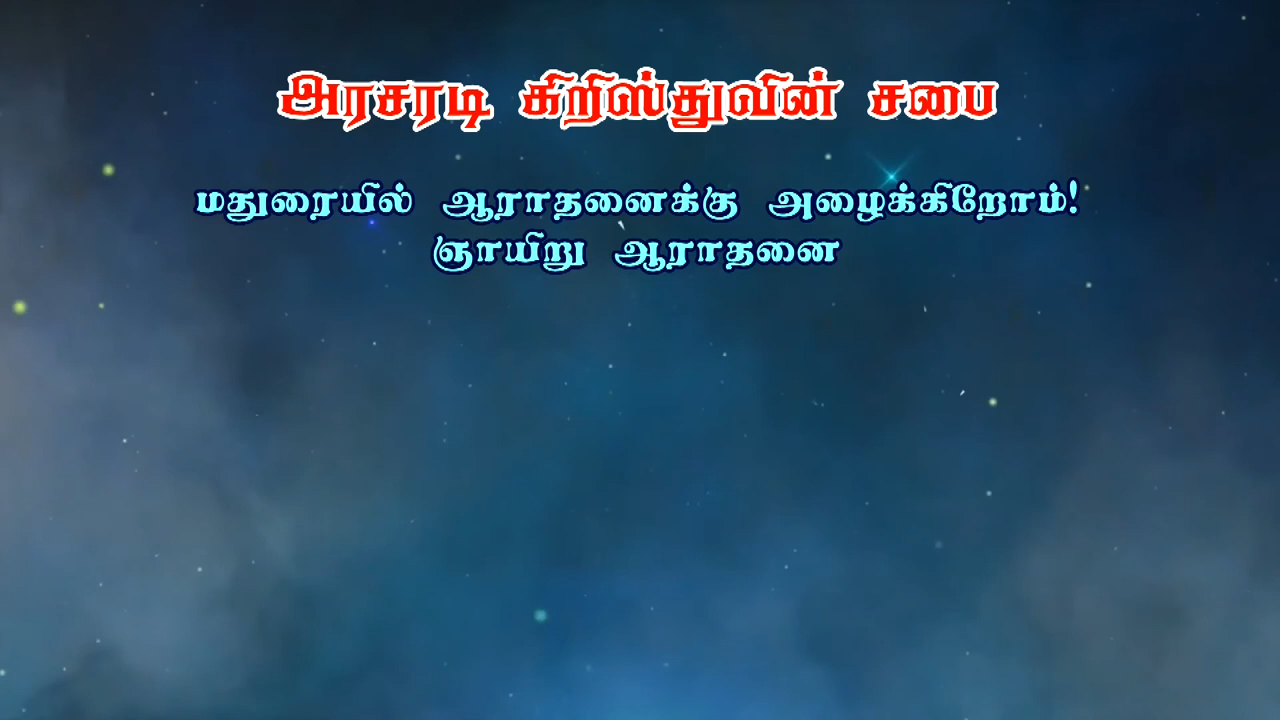 அரசரடி கிறிஸ்துவின் சபை
மதுரையில் ஆராதனைக்கு அழைக்கிறோம்!
ஞாயிறு ஆராதனை